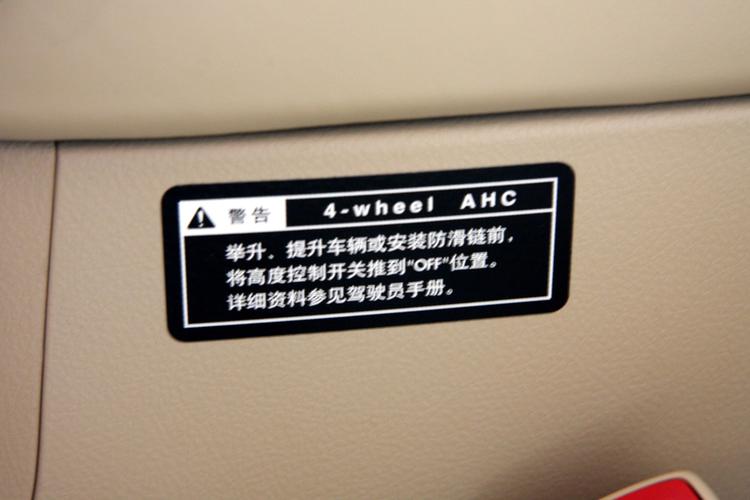 警告 4-wheel AHC
举升．提升车辆或安装防滑链前，
将高度控制开关推到"OFF"位置。
详细资料参见驾驶员手册。